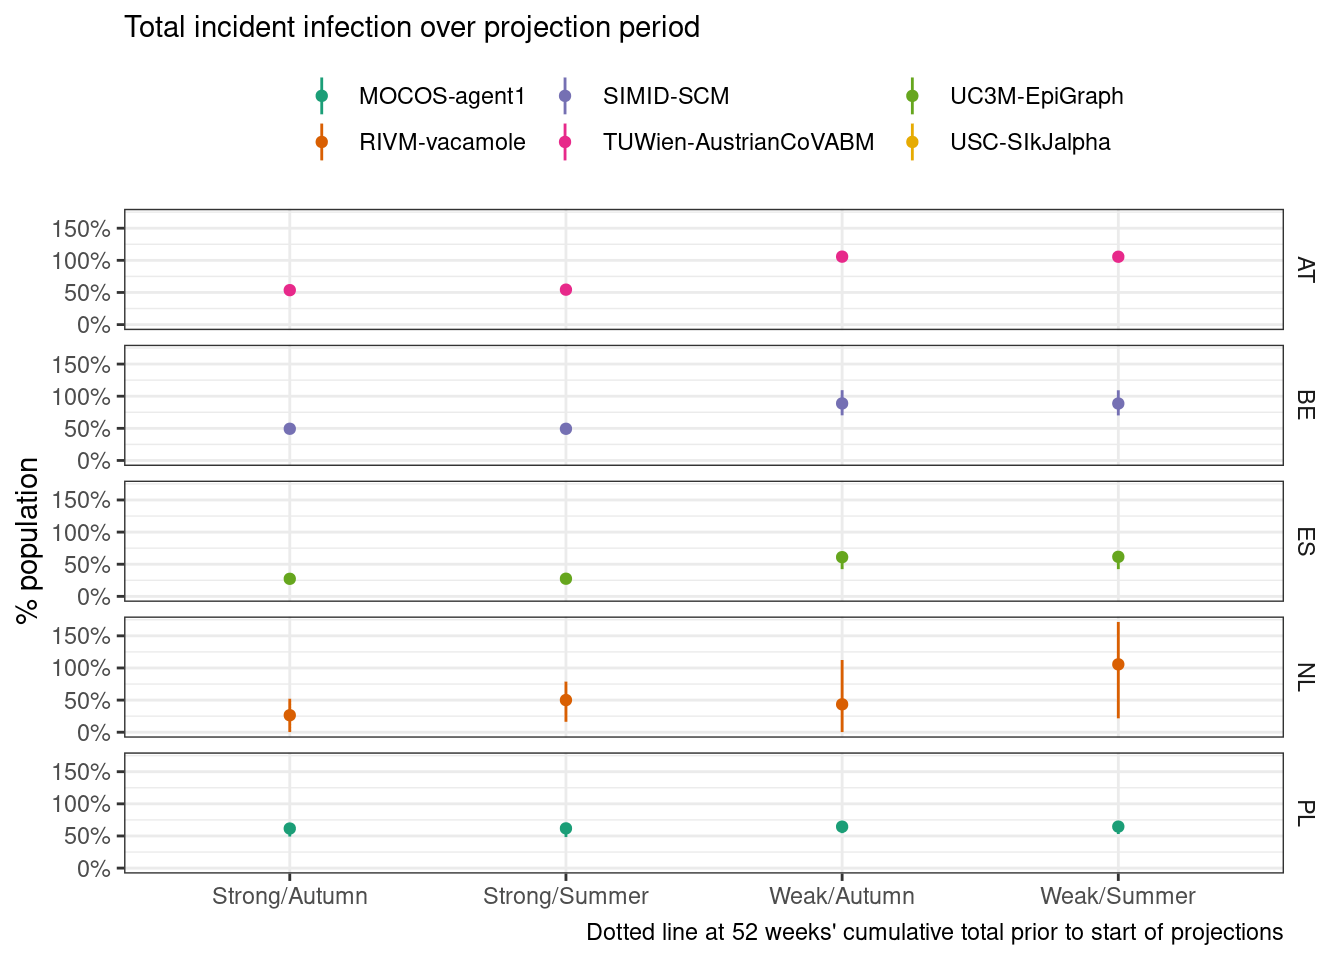 Total incident infection over projection period
MOCOS-agent1 SIMID-SCM UC3M-EpiGraph
RIVM-vacamole TUWien-AustrianCoVABM USC-SIkJalpha
% population
150%
100%
50%
0%
AT
150%
100%
50%
0%
BE
150%
100%
50%
0%
ES
150%
100%
50%
0%
NL
150%
100%
50%
0%
PL
Strong/Autumn Strong/Summer Weak/Autumn Weak/Summer
Dotted line at 52 weeks' cumulative total prior to start of projections